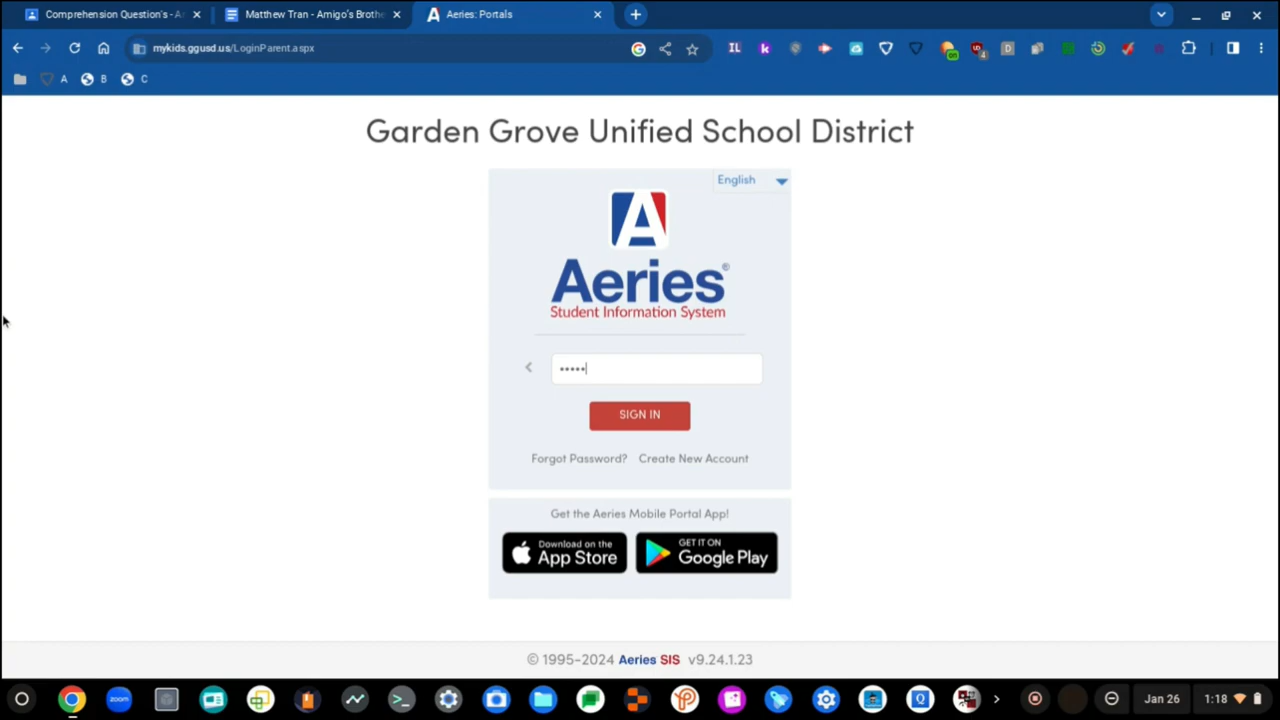 Comprehension Question's - Ar
Matthew Tran - Amigo's Brothe
Aeries: Portals
mykids.ggusd.us/LoginParent.aspx
A
B
C
Garden Grove Unified School District
English
Aeries®
Student Information System
•••••
SIGN IN
Forgot Password?
Create New Account
Get the Aeries Mobile Portal App!
Download on the
App Store
GET IT ON
Google Play
© 1995-2024 Aeries SIS v9.24.1.23
zoom
Jan 26
1:18